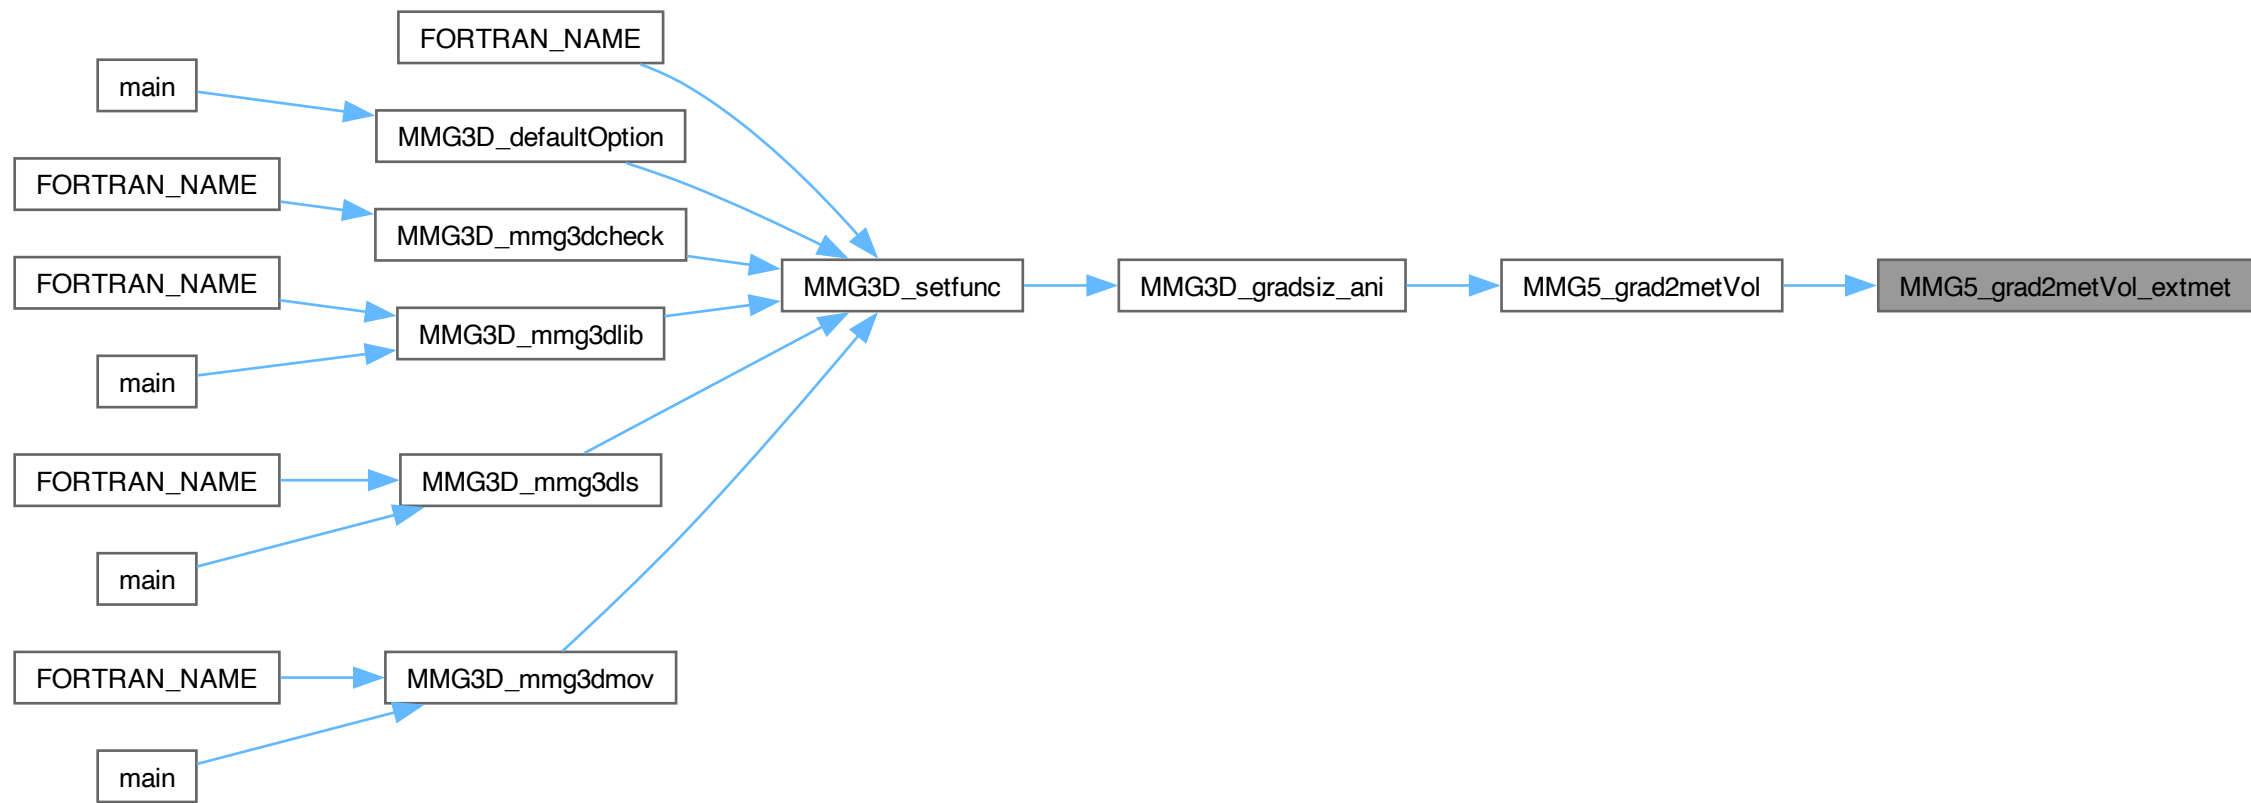 FORTRAN_NAME
main
MMG3D_defaultOption
FORTRAN_NAME
MMG3D_mmg3dcheck
FORTRAN_NAME
MMG3D_setfunc
MMG3D_gradsiz_ani
MMG5_grad2metVol
MMG5_grad2metVol_extmet
MMG3D_mmg3dlib
main
FORTRAN_NAME
MMG3D_mmg3dls
main
FORTRAN_NAME
MMG3D_mmg3dmov
main